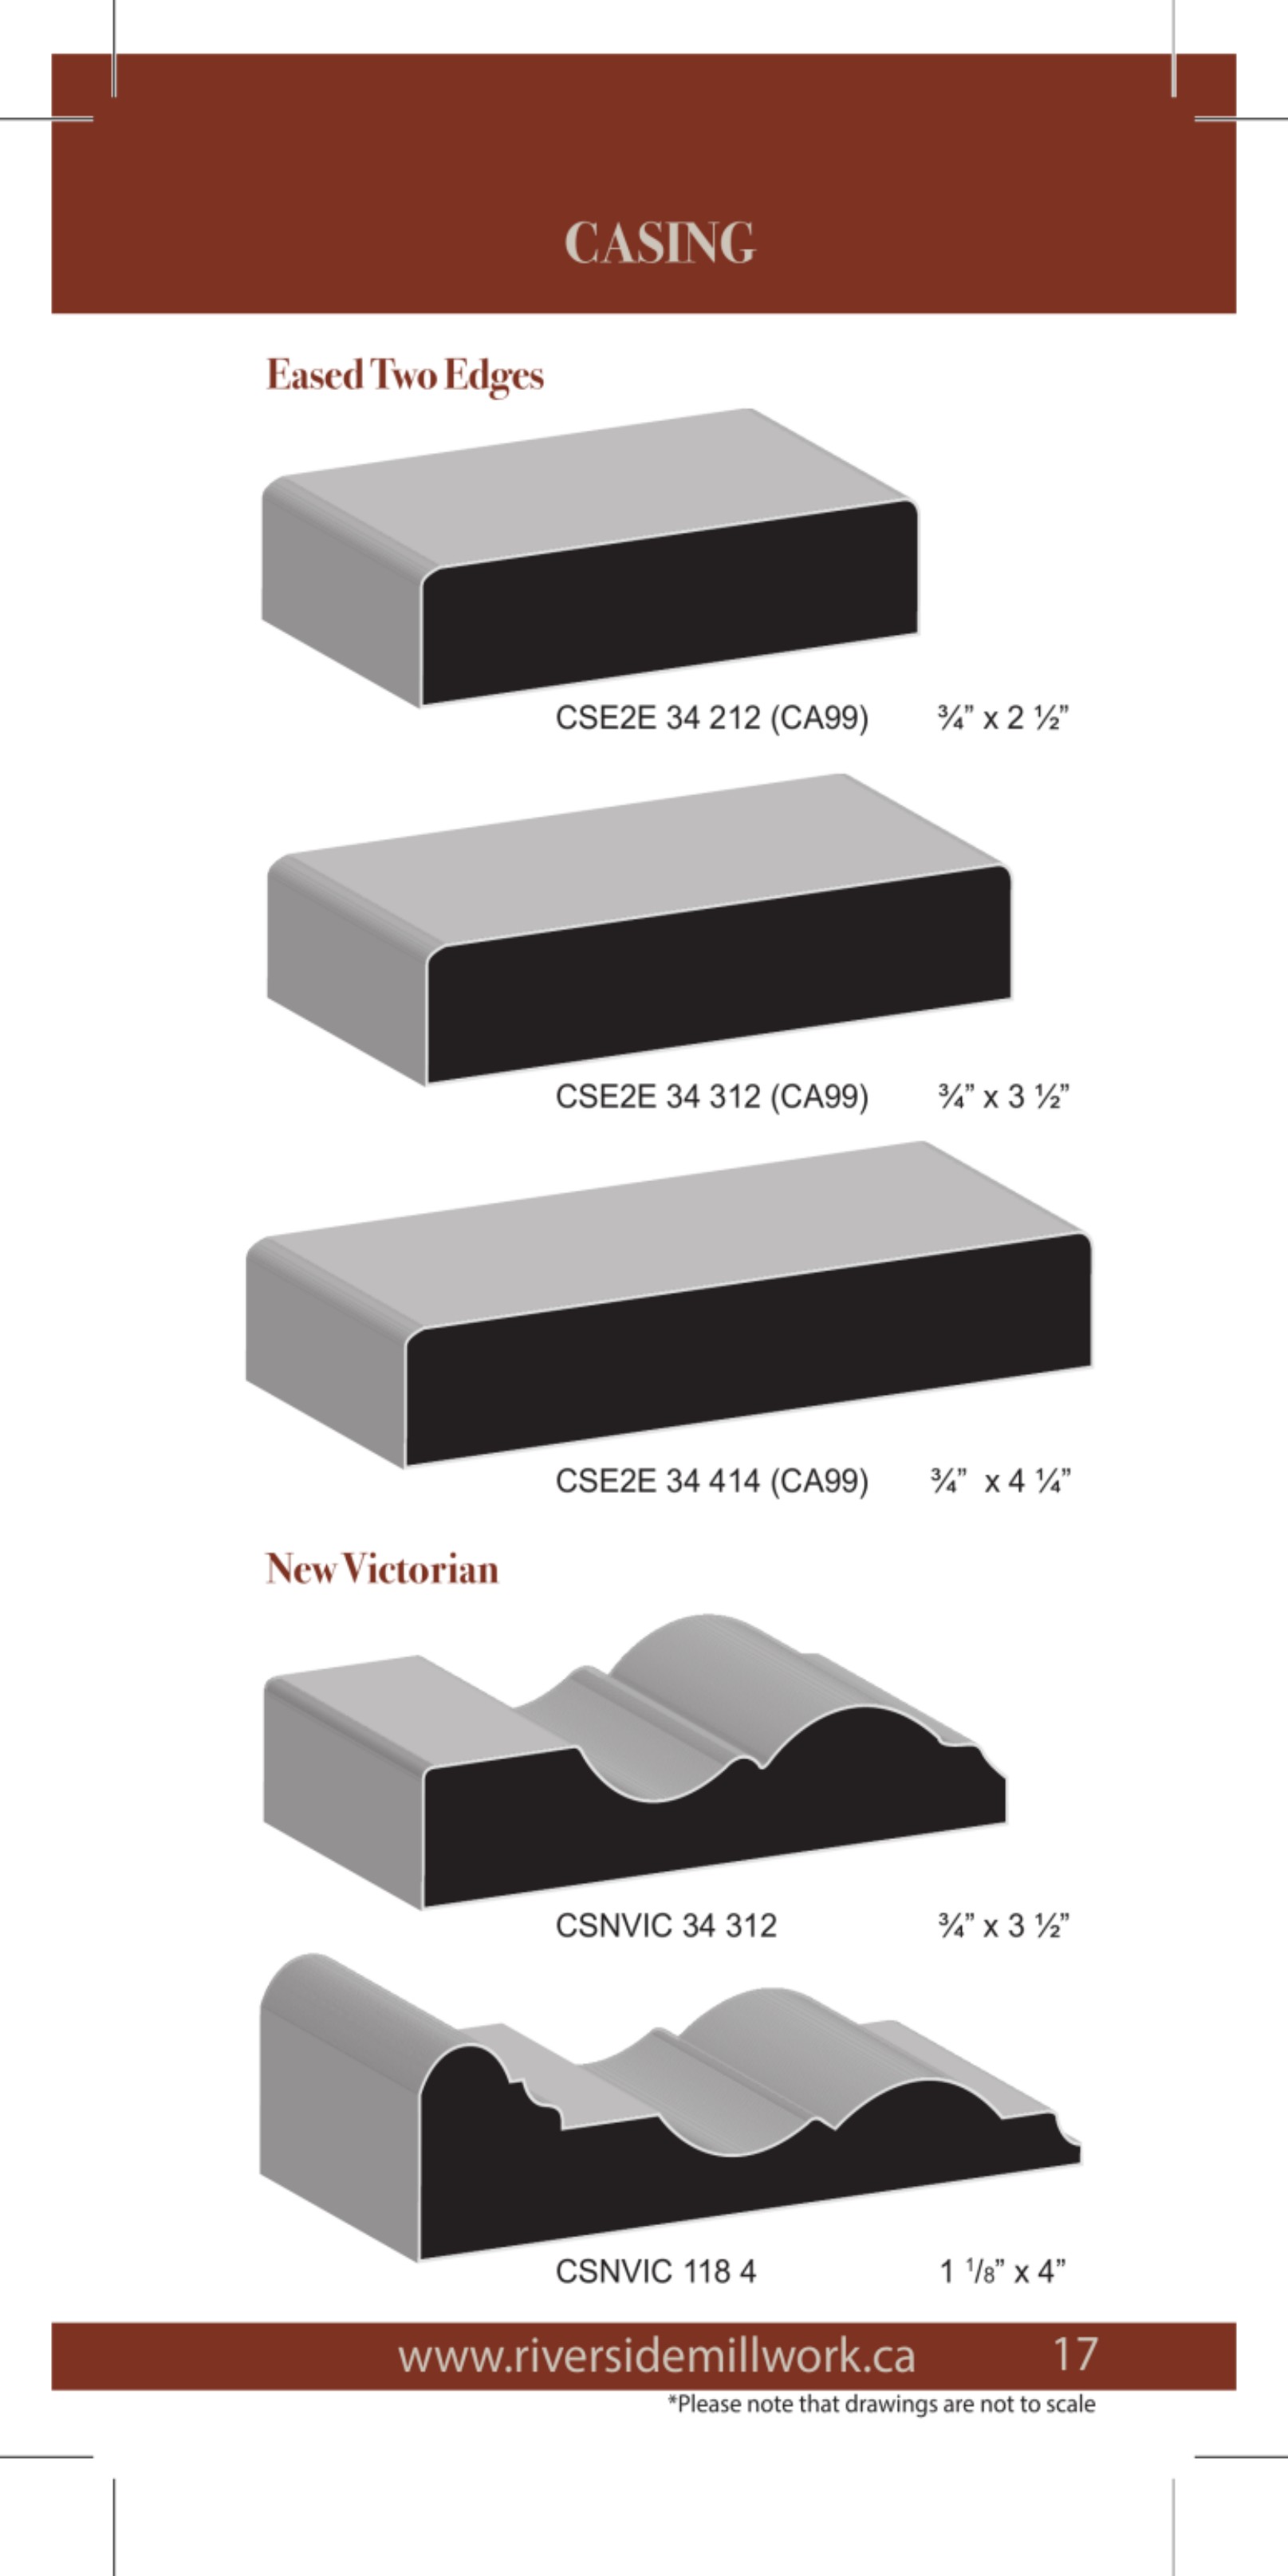 CASING
Eased Two Edges
CSE2E 34 212 (CA99) ¾” x 2 ½”
CSE2E 34 312 (CA99) ¾” x 3 ½”
CSE2E 34 414 (CA99) ¾” x 4 ¼”
New Victorian
CSNVIC 34 312 ¾” x 3 ½”
CSNVIC 118 4 1 1/8” x 4”
www.riversidemillwork.ca 17
*Please note that drawings are not to scale